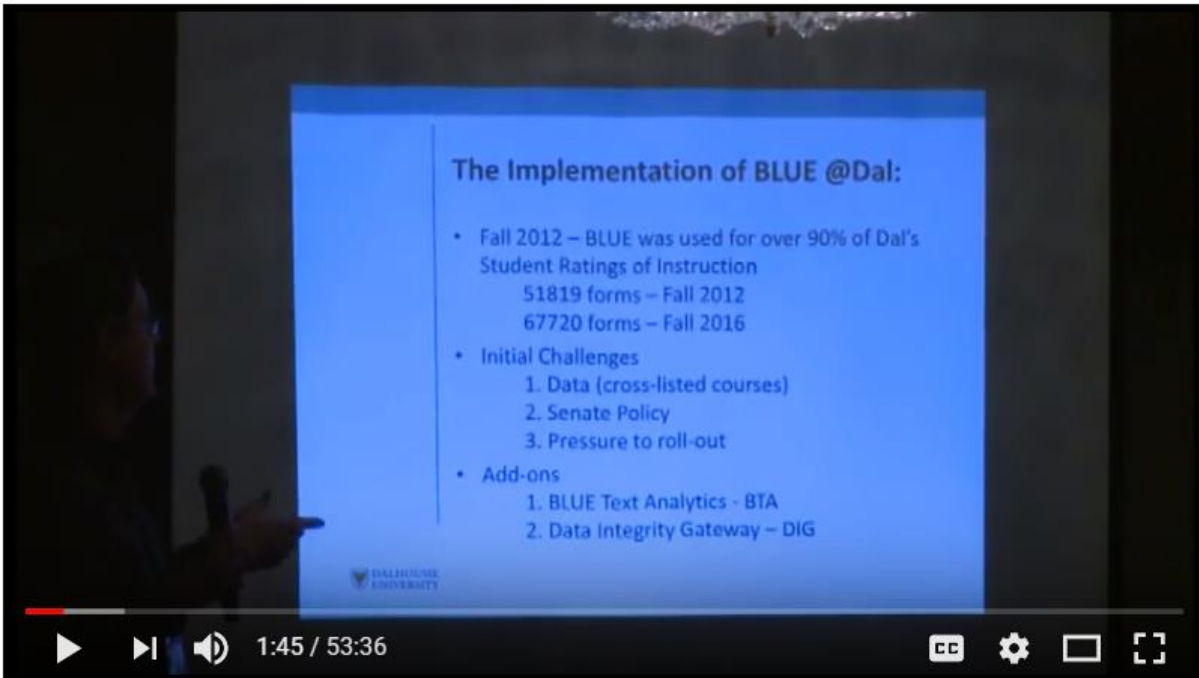 The Implementation of BLUE @Dal:
• Fall 2012 – BLUE was used for over 90% of Dal's
Student Ratings of Instruction
51819 forms – Fall 2012
67720 forms – Fall 2016
• Initial Challenges
1. Data (cross-listed courses)
2. Senate Policy
3. Pressure to roll-out
• Add-ons
1. BLUE Text Analytics - BTA
2. Data Integrity Gateway – DIG
DALHOUSIE
UNIVERSITY
1:45 / 53:36
CC